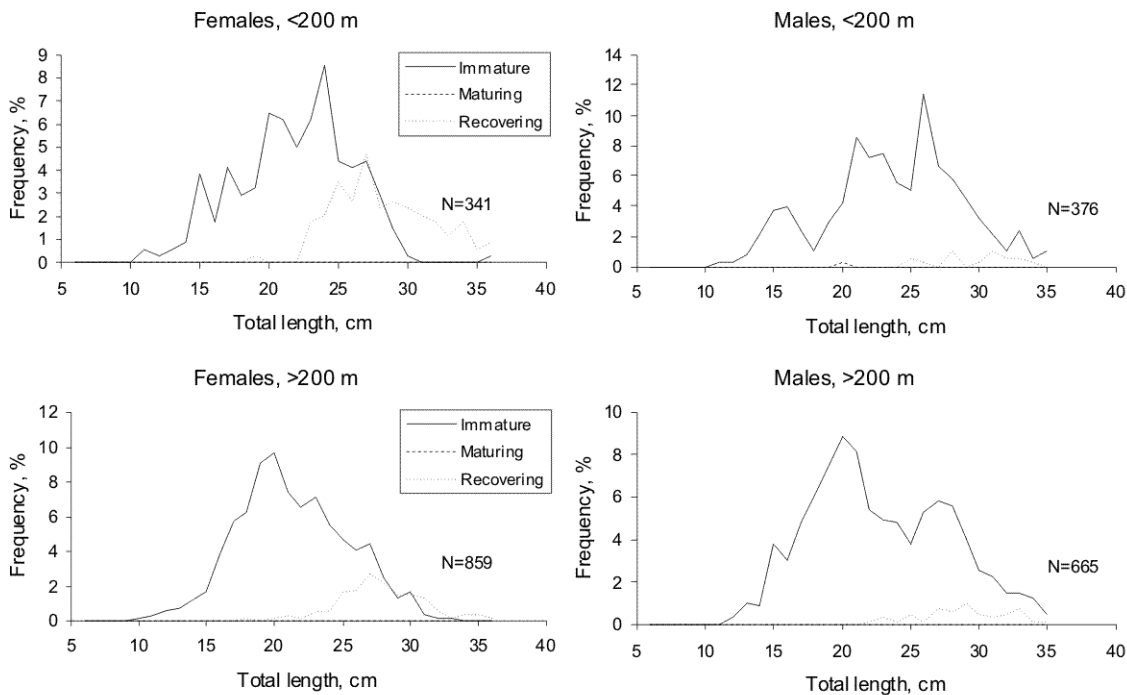 Females, <200 m
9
8
7
6
5
4
3
2
1
0
Frequency, %
Immature
Maturing
Recovering
N=341
5 10 15 20 25 30 35 40
Total length, cm
Males, <200 m
14
12
10
8
6
4
2
0
Frequency, %
N=376
5 10 15 20 25 30 35 40
Total length, cm
Females, >200 m
12
10
8
6
4
2
0
Frequency, %
Immature
Maturing
Recovering
N=859
5 10 15 20 25 30 35 40
Total length, cm
Males, >200 m
10
8
6
4
2
0
Frequency, %
N=665
5 10 15 20 25 30 35 40
Total length, cm